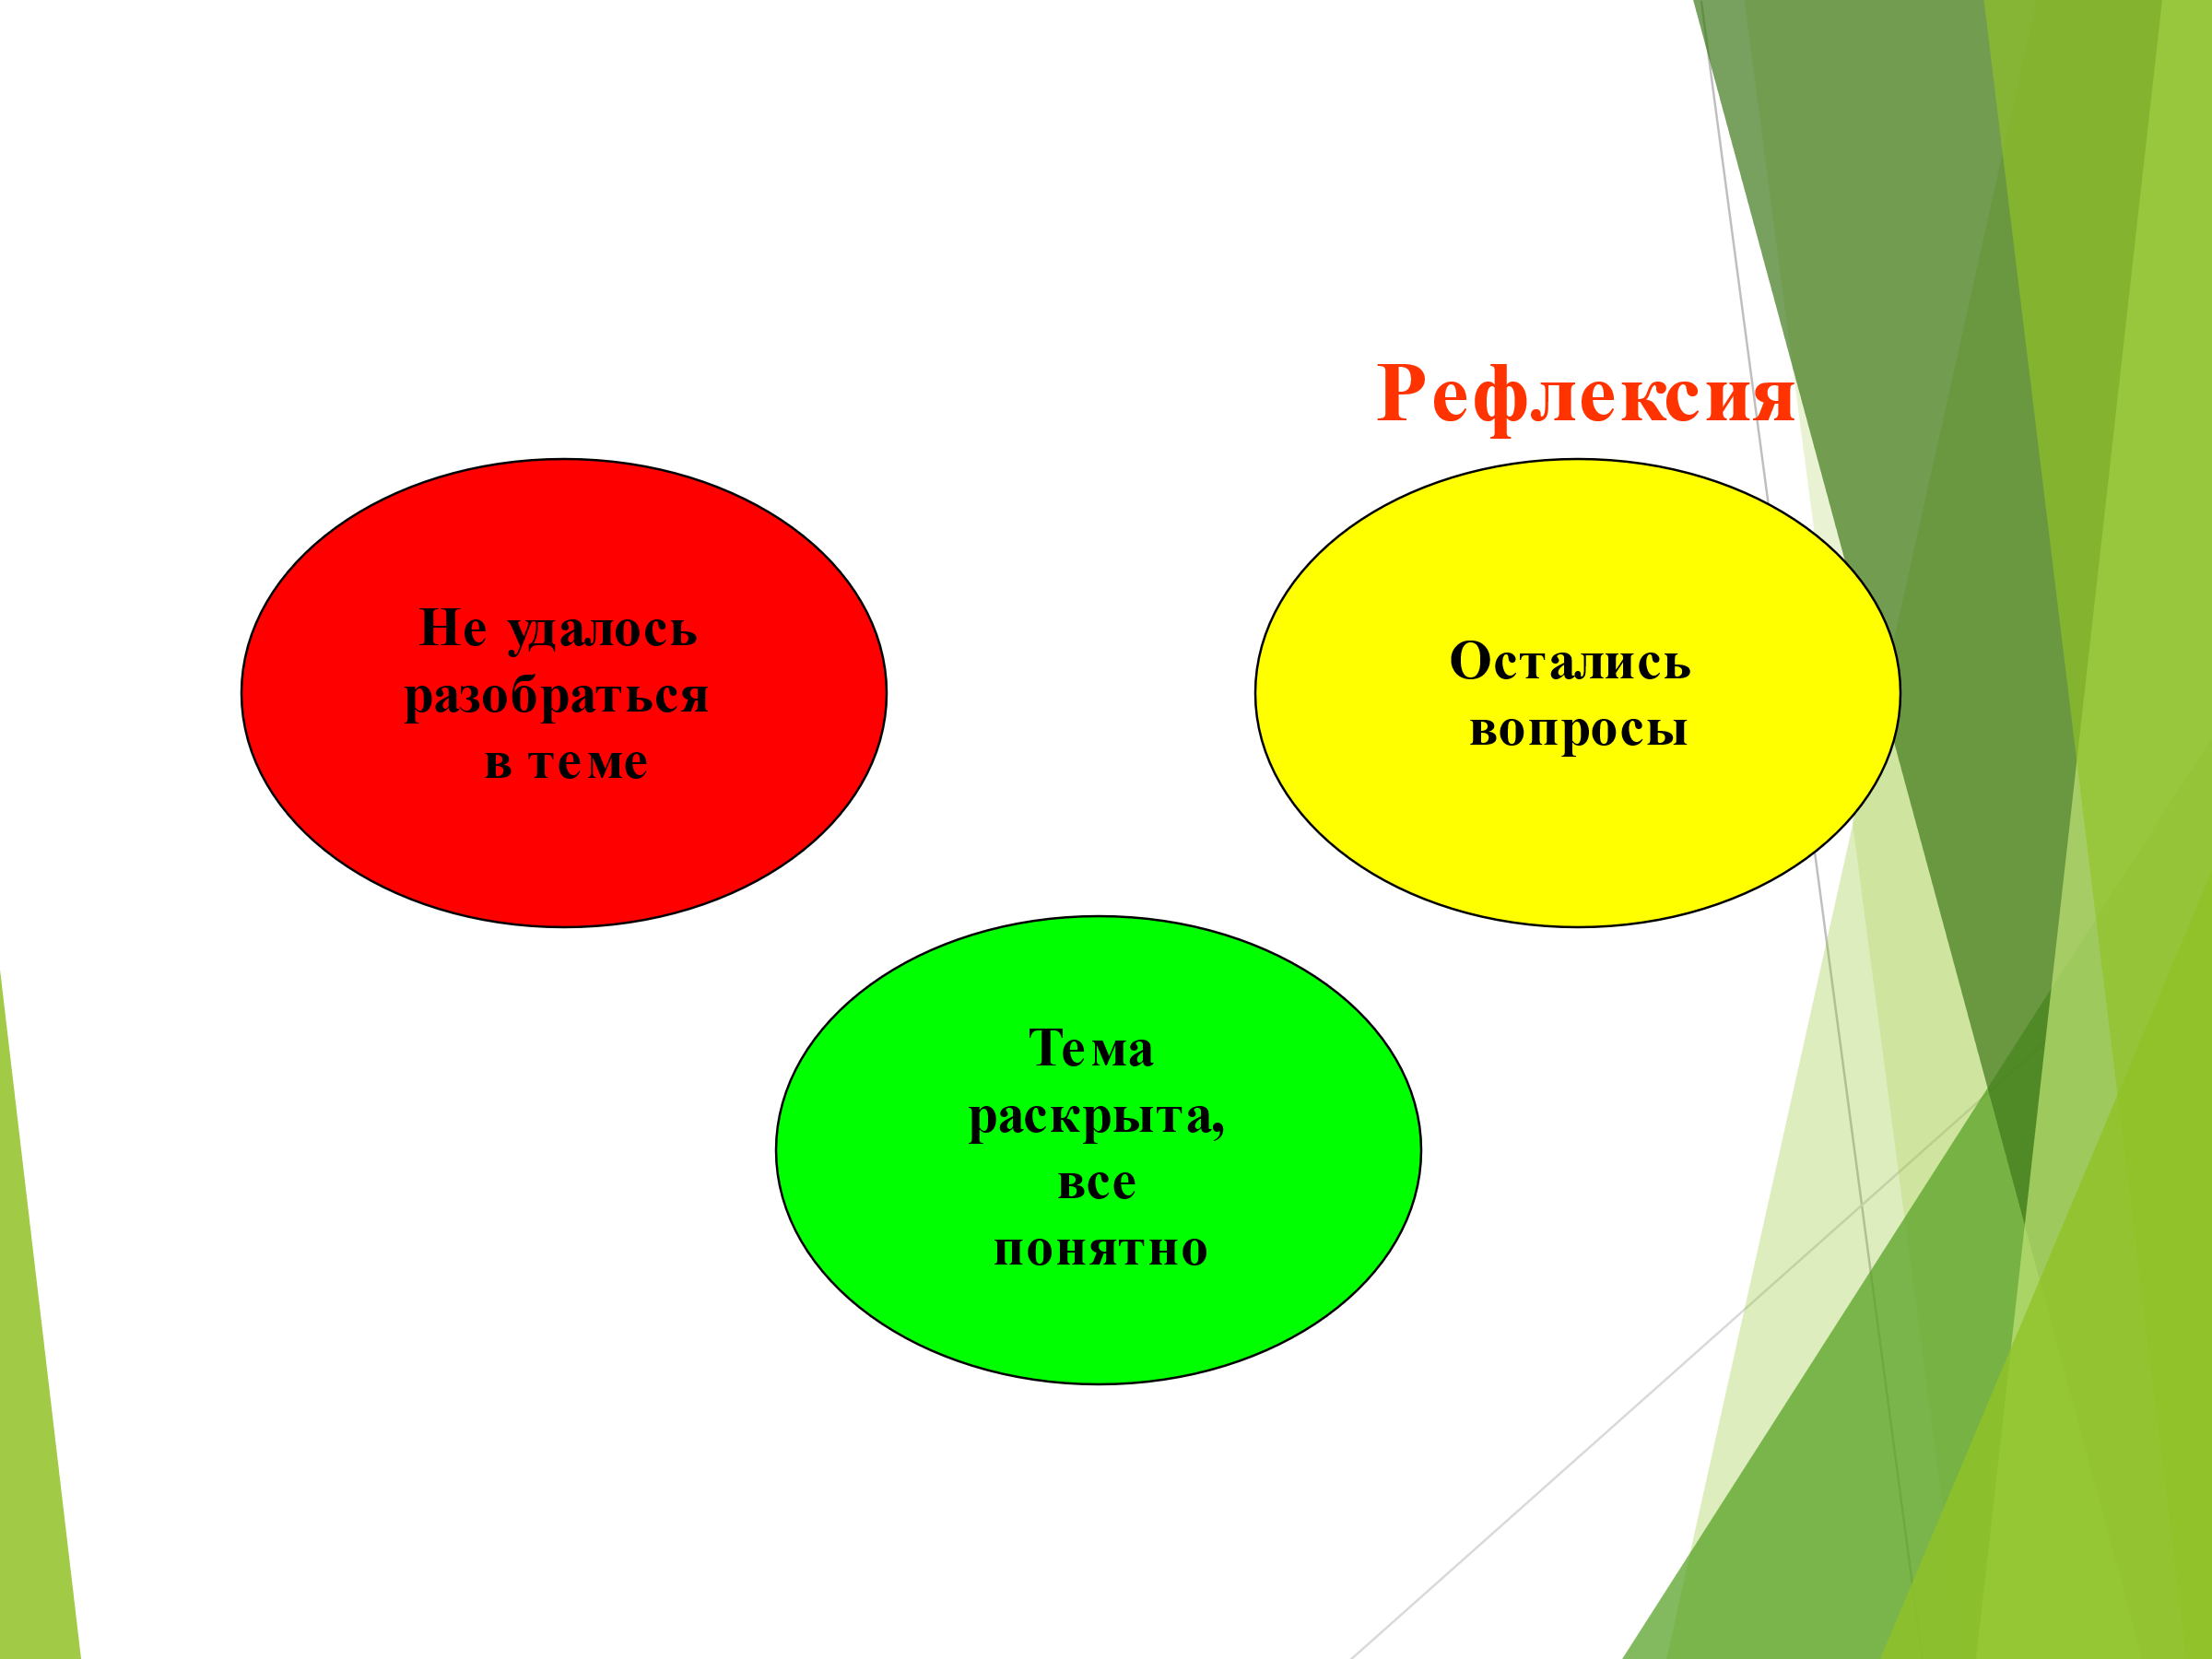 Рефлексия
Не удалось
разобраться
в теме
Остались
вопросы
Тема
раскрыта,
все
понятно